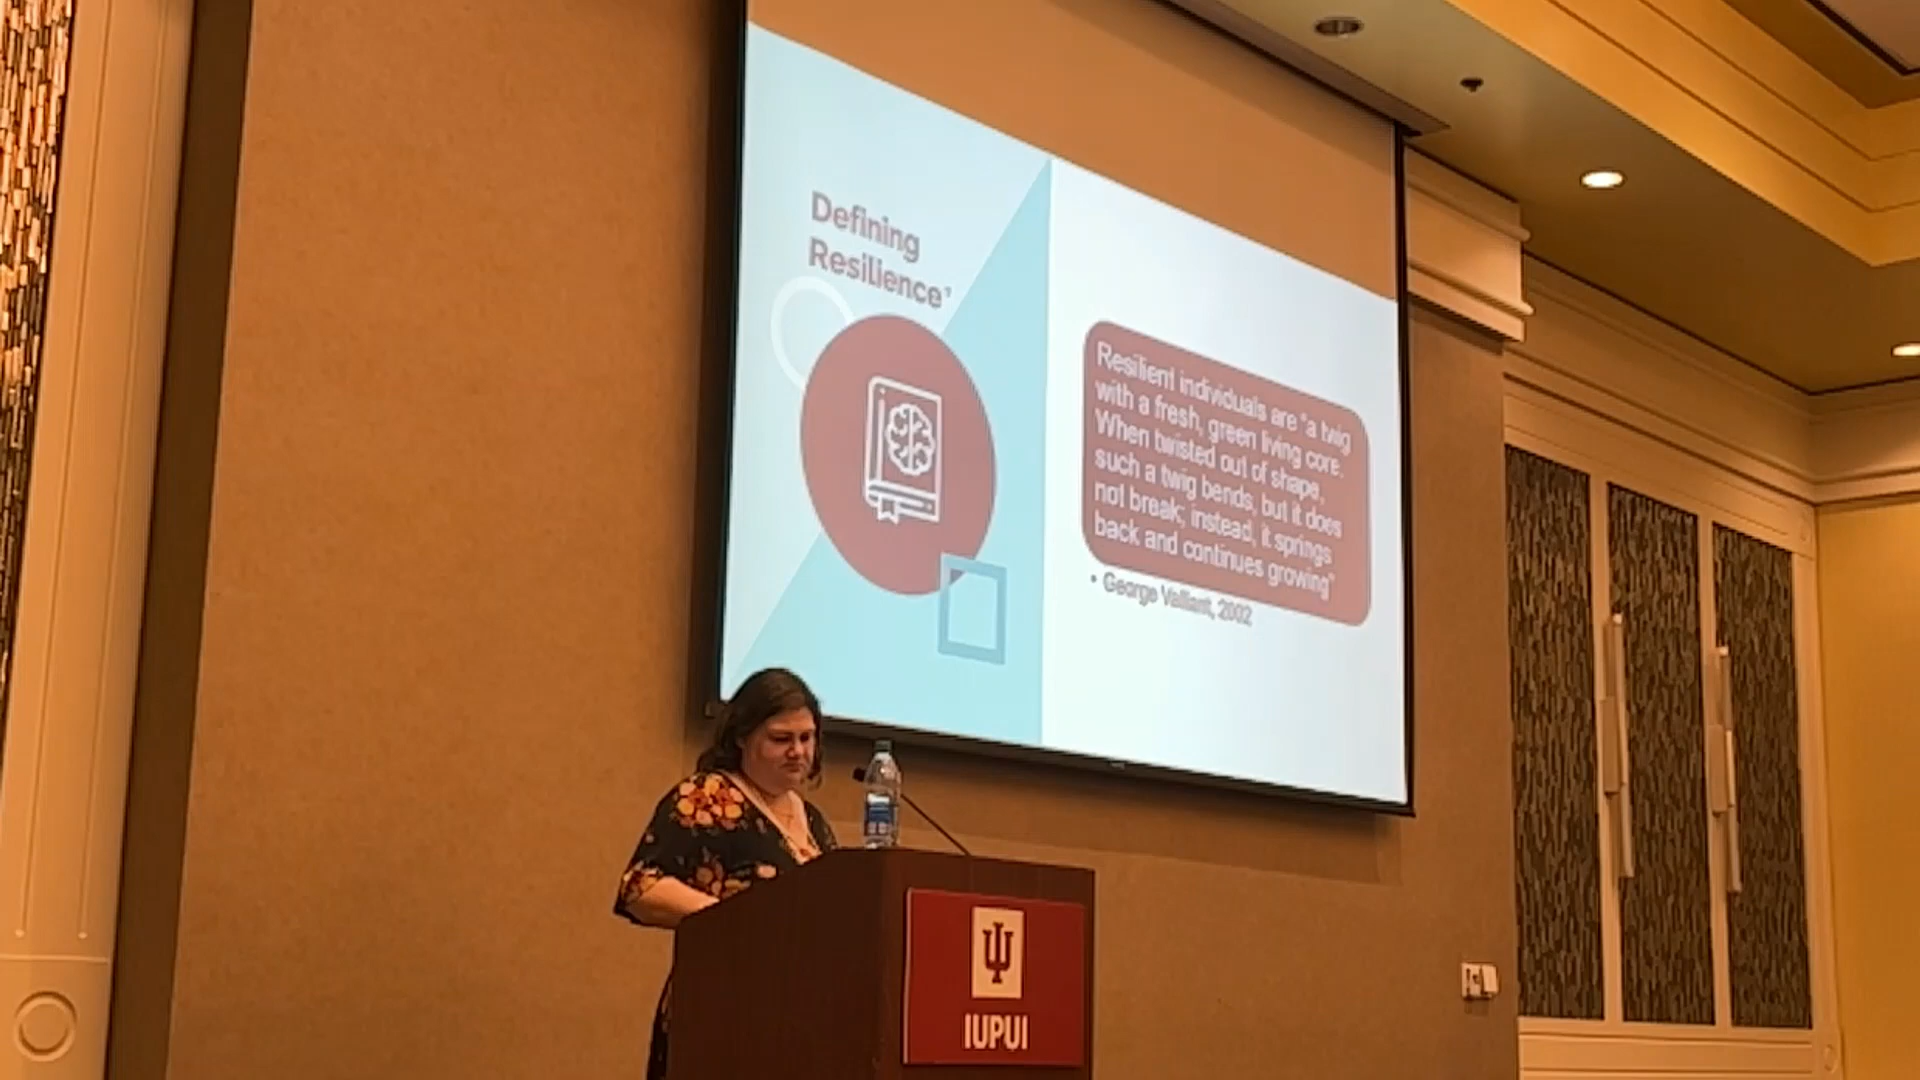 Defining
Resilience¹
Resilient individuals are "a twig
with a fresh, green living core.
When twisted out of shape,
such a twig bends, but it does
not break; instead, it springs
back and continues growing"
• George Vaillant, 2002
IUPUI